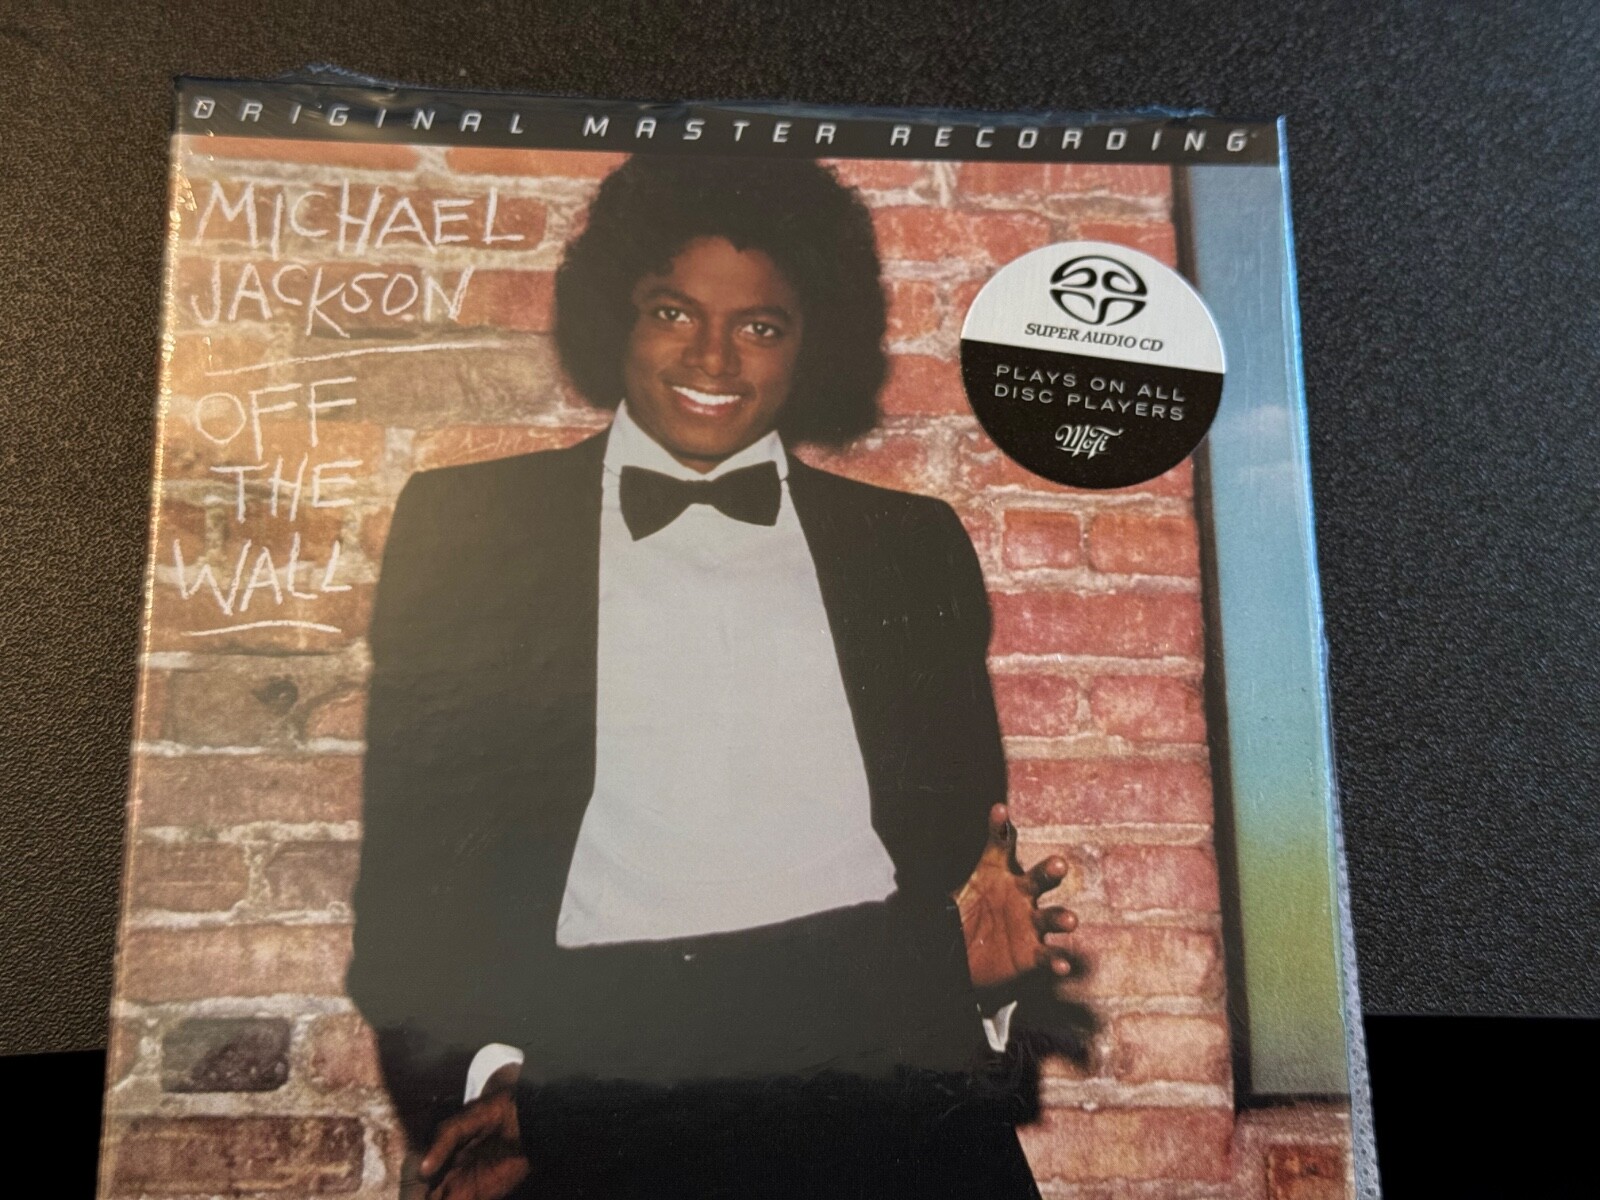 ORIGINAL MASTER RECORDING
MICHAEL
JACKSON
OFF
THE
WALL
SUPER AUDIO CD
PLAYS ON ALL
DISC PLAYERS
MoFi